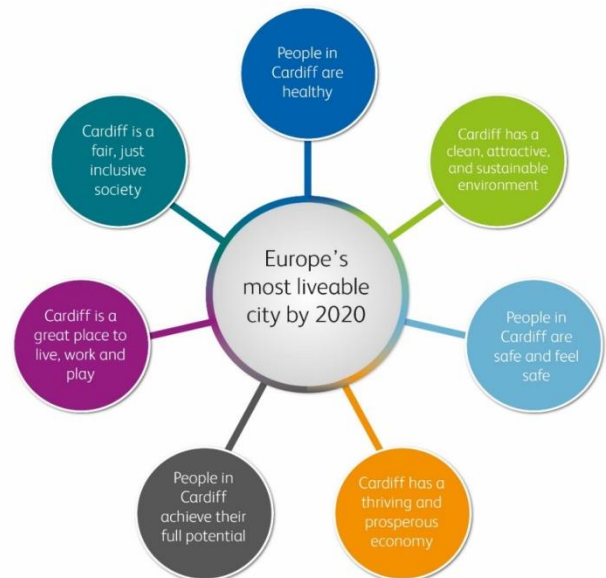 People in
Cardiff are
healthy
Cardiff has a
clean, attractive,
and sustainable
environment
People in
Cardiff are
safe and feel
safe
Cardiff has a
thriving and
prosperous
economy
People in
Cardiff
achieve their
full potential
Cardiff is a
great place to
live, work and
play
Cardiff is a
fair, just
inclusive
society
Europe's
most liveable
city by 2020